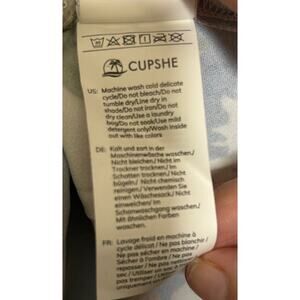 CUPSHE
US: Machine wash cold delicate
cycle/Do not bleach/Do not
tumble dry/Line dry in
shade/Do not iron/Do not
dry clean/Use a laundry
bag/Do not soak/Use mild
detergent only/Wash inside
out with like colors.
DE: Kalt und zart in der
Maschinenwäsche waschen./
Nicht bleichen./ Nicht im
Trockner trocknen./ Im
Schatten trocknen./ Nicht
bügeln./ Nicht chemisch
reinigen./ Verwenden Sie
einen Wäschesack./ Nicht
einweichen/ Im
Schonwaschgang waschen./
Mit ähnlichen Farben
waschen.
FR: Lavage froid en machine à
cycle délicat / Ne pas blanchir /
Ne pas sécher en machine /
Sécher à l'ombre / Ne pas
repasser / Ne pas nettoyer
sec / Utiliser un sac à